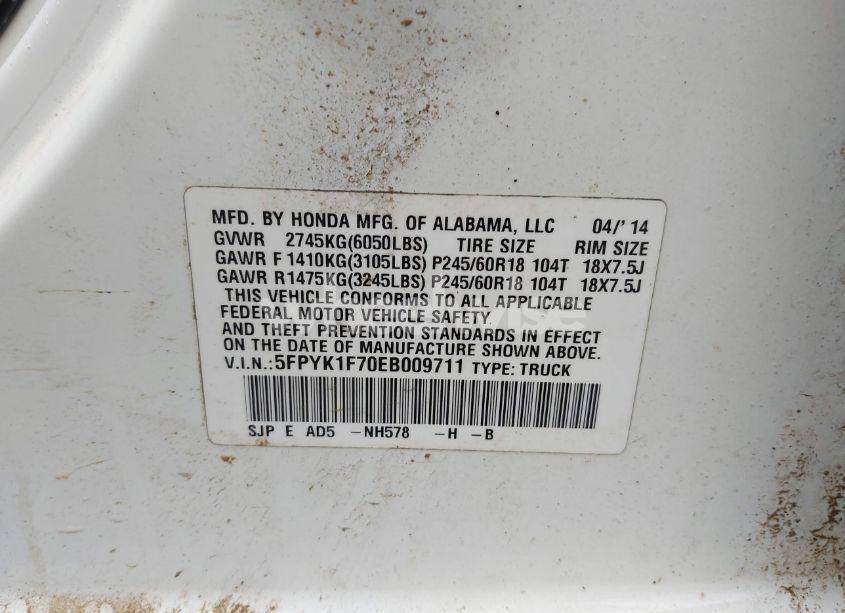 MFD. BY HONDA MFG. OF ALABAMA, LLC 04/' 14
GVWR 2745KG(6050LBS) TIRE SIZE RIM SIZE
GAWR F 1410KG(3105LBS) P245/60R18 104T 18X7.5J
GAWR R1475KG(3245LBS) P245/60R18 104T 18X7.5J
THIS VEHICLE CONFORMS TO ALL APPLICABLE
FEDERAL MOTOR VEHICLE SAFETY
AND THEFT PREVENTION STANDARDS IN EFFECT
ON THE DATE OF MANUFACTURE SHOWN ABOVE.
V.I.N.:5FPYK1F70EB009711 TYPE: TRUCK
SJP E AD5 -NH578 -H -B